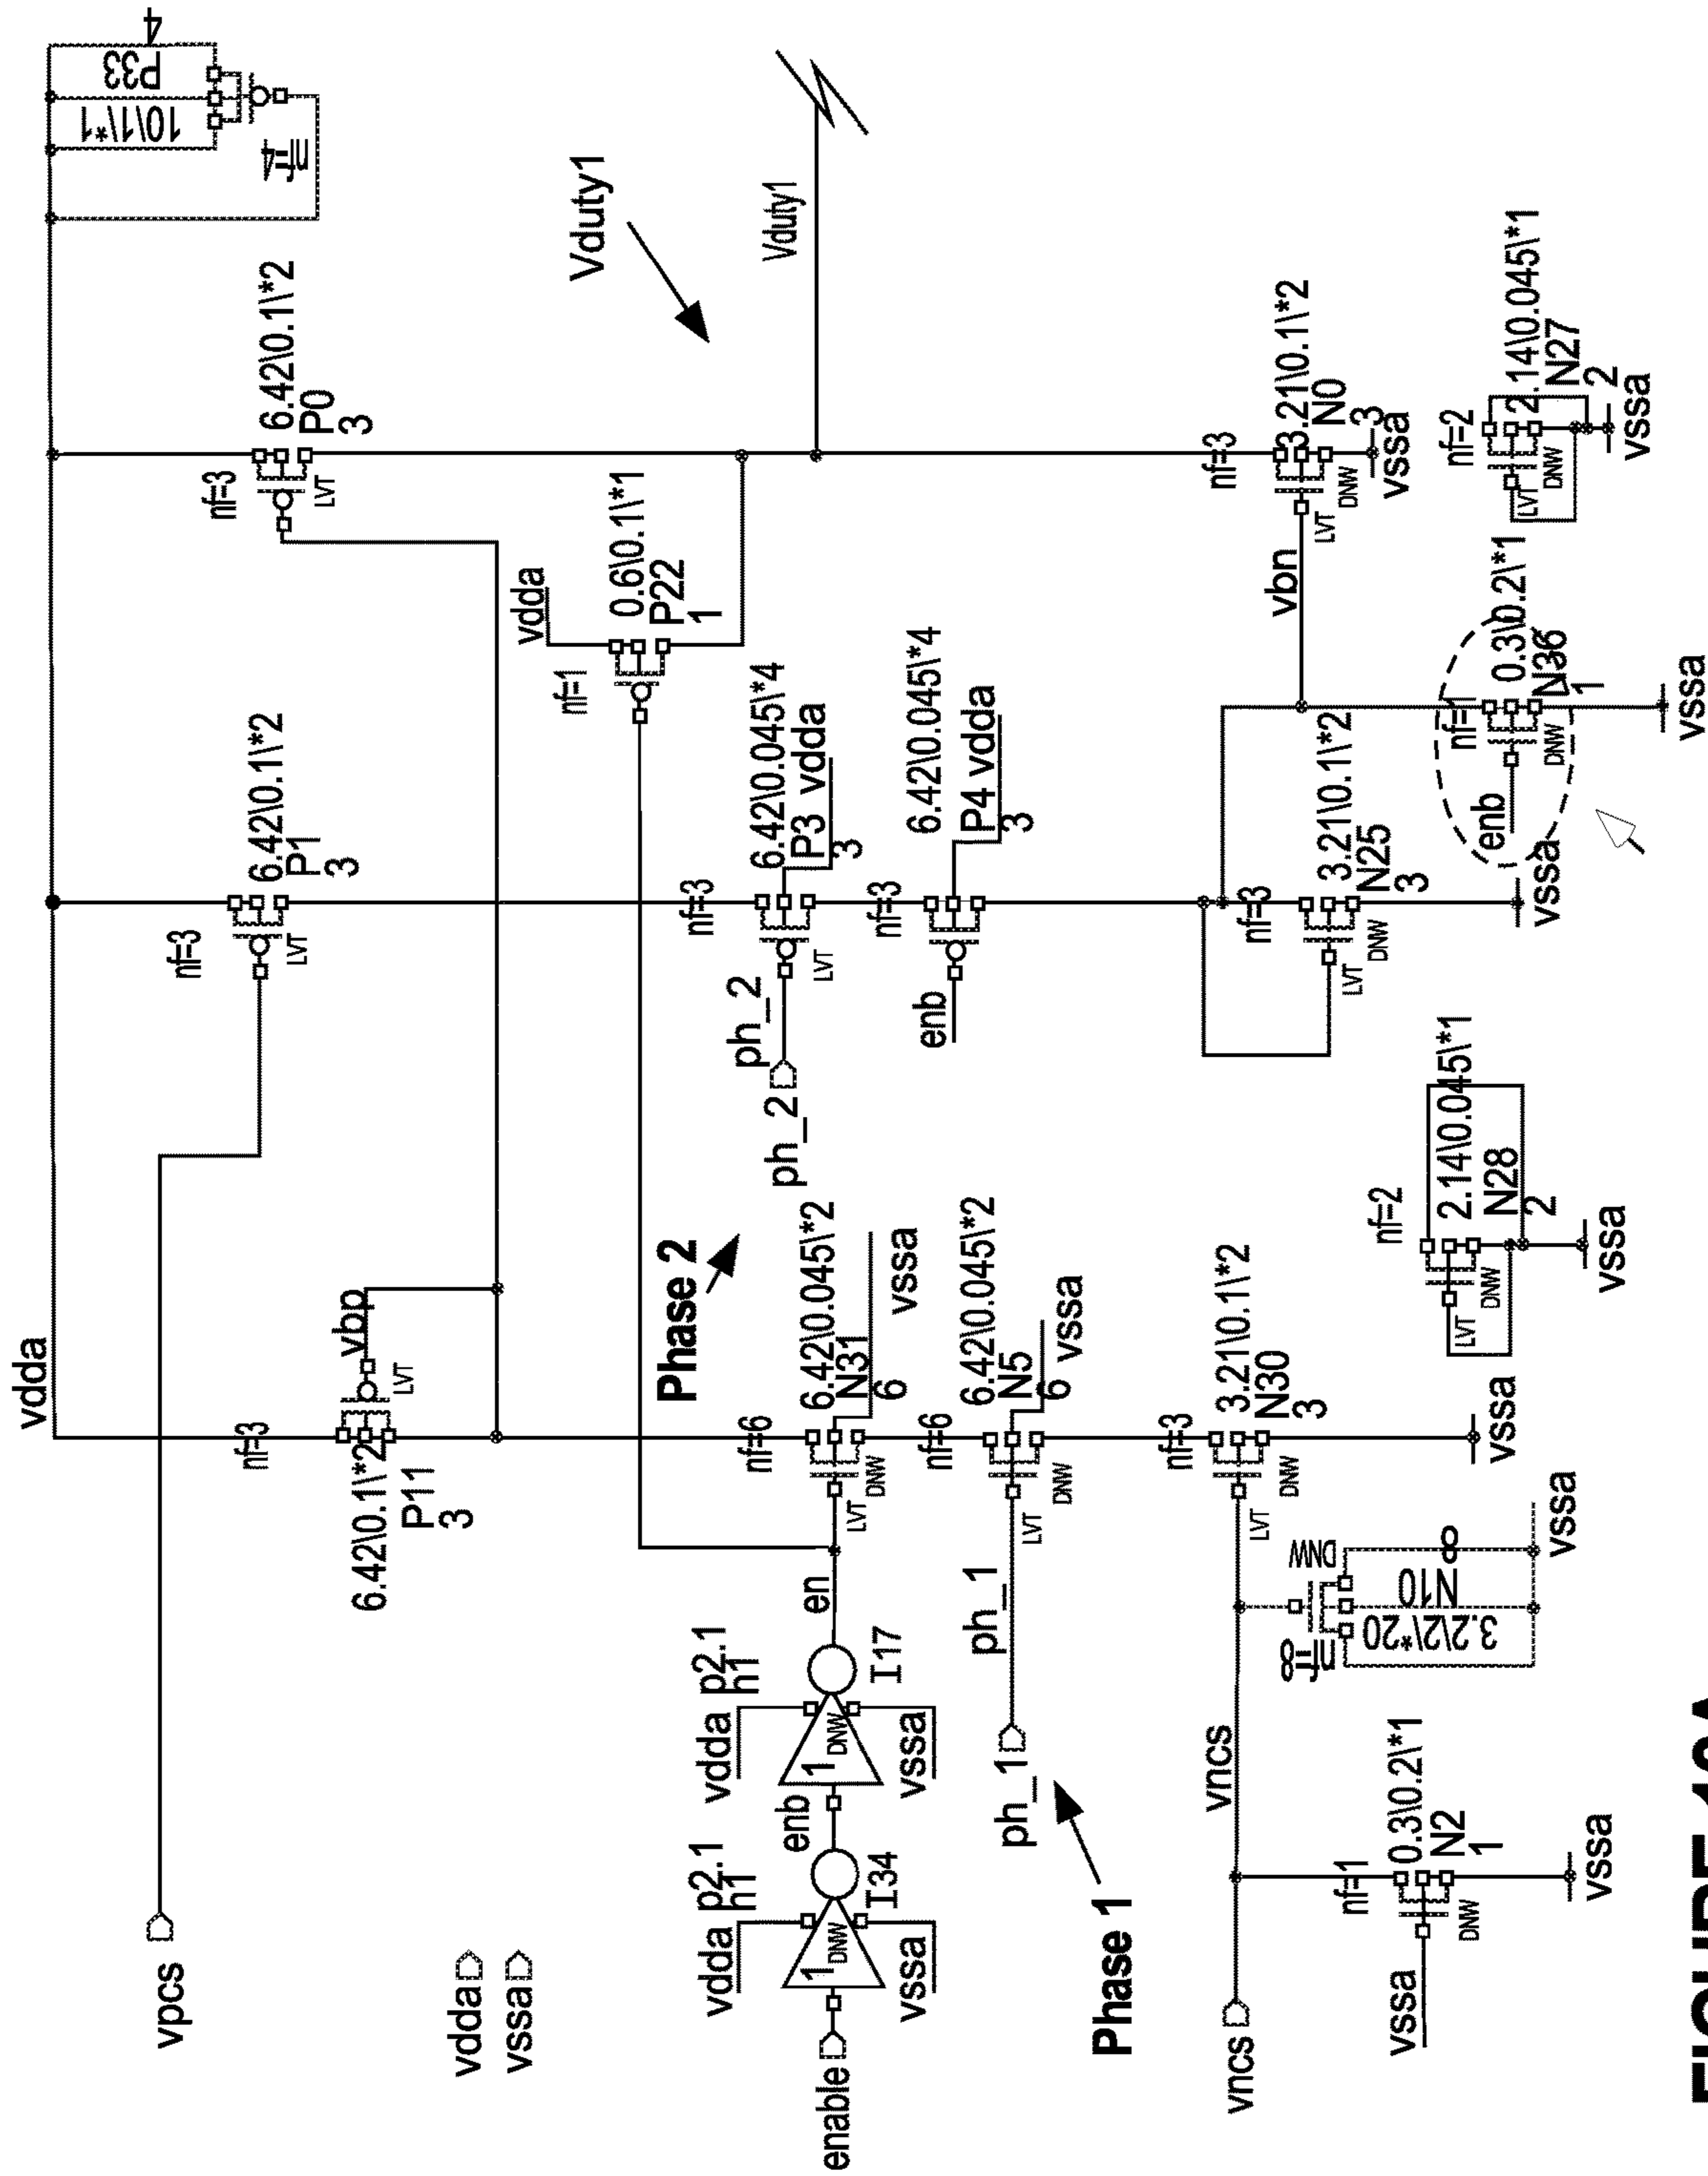 vdda
vpcs
vdda
vssa
nf=3
6.42\0.1\*2
P11
3
vbp
LVT
nf=3
6.42\0.1\*2
P1
3
LVT
nf=3
6.42\0.1\*2
P0
3
LVT
10\1\*1
P33
4
nf=4
Vduty1
Vduty1
vdda
nf=1
0.6\0.1\*1
P22
1
Phase 2
ph_2
ph_2
nf=3
6.42\0.045\*4
P3 vdda
3
LVT
enb
nf=3
6.42\0.045\*4
P4 vdda
3
enable
vdda
p2.1
n1
1
DNW
I34
vssa
enb
vdda
p2.1
n1
1
DNW
I17
vssa
en
nf=6
6.42\0.045\*2
N31
6
vssa
LVT
DNW
Phase 1
ph_1
ph_1
nf=6
6.42\0.045\*2
N5
6
vssa
LVT
DNW
vncs
vncs
nf=3
3.21\0.1\*2
N30
3
LVT
DNW
vssa
vssa
nf=1
0.3\0.2\*1
N2
1
DNW
vssa
nf=8
3.2\2\*20
N10
8
DNW
vssa
nf=2
2.14\0.045\*1
N28
2
LVT
DNW
vssa
nf=3
3.21\0.1\*2
N25
3
LVT
DNW
vssa
enb
nf=1
0.3\0.2\*1
N36
1
DNW
vssa
vbn
nf=3
3.21\0.1\*2
N0
3
LVT
DNW
vssa
nf=2
2.14\0.045\*1
N27
2
LVT
DNW
vssa